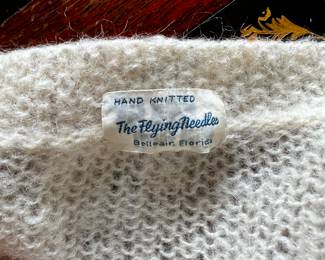 HAND KNITTED
The Flying Needles
Belleair, Florida